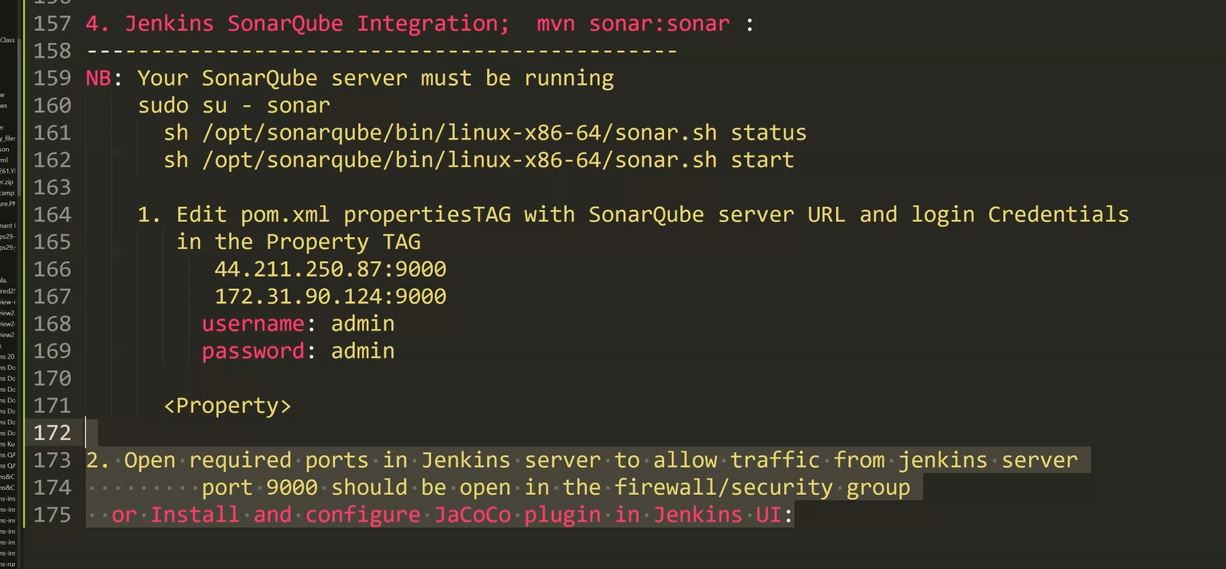 157 4. Jenkins SonarQube Integration;  mvn sonar:sonar :
158 ----------------------------------------------
159 NB: Your SonarQube server must be running
160     sudo su - sonar
161       sh /opt/sonarqube/bin/linux-x86-64/sonar.sh status
162       sh /opt/sonarqube/bin/linux-x86-64/sonar.sh start
163
164     1. Edit pom.xml propertiesTAG with SonarQube server URL and login Credentials
165        in the Property TAG
166           44.211.250.87:9000
167           172.31.90.124:9000
168          username: admin
169          password: admin
170
171       <Property>
172
173 2. Open required ports in Jenkins server to allow traffic from jenkins server
174          port 9000 should be open in the firewall/security group
175   or Install and configure JaCoCo plugin in Jenkins UI: